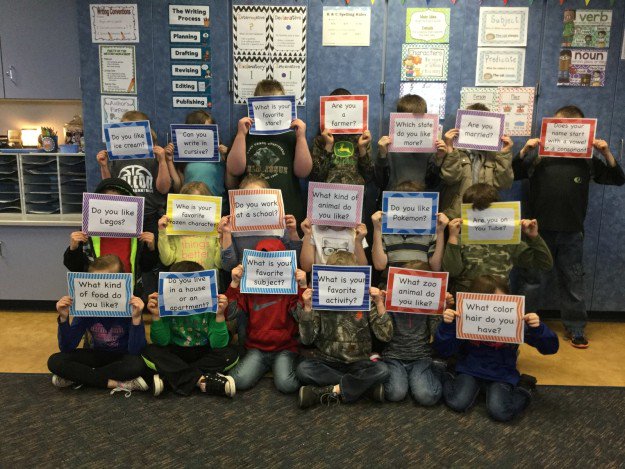 Writing Conventions
The Writing
Process
Planning
Drafting
Revising
Editing
Publishing
Author's Purpose
Subject
Predicate
verb
noun
Do you like
ice cream?
Can you
write in
cursive?
What is your
favorite
Are you a
farmer?
Which state
do you like
more?
Are you
married?
Does your
name start
with a vowel
or consonant?
Do you like
Legos?
Who is your
favorite
Frozen character?
Do you work
at a school?
What kind of
animal do
you like?
Do you like
Pokemon?
Are you on
You Tube?
What kind
of food do
you like?
Do you live
in a house
or an
apartment?
What is your
favorite
subject?
What is your
favorite
activity?
What zoo
animal do
you like?
What color
hair do you
have?